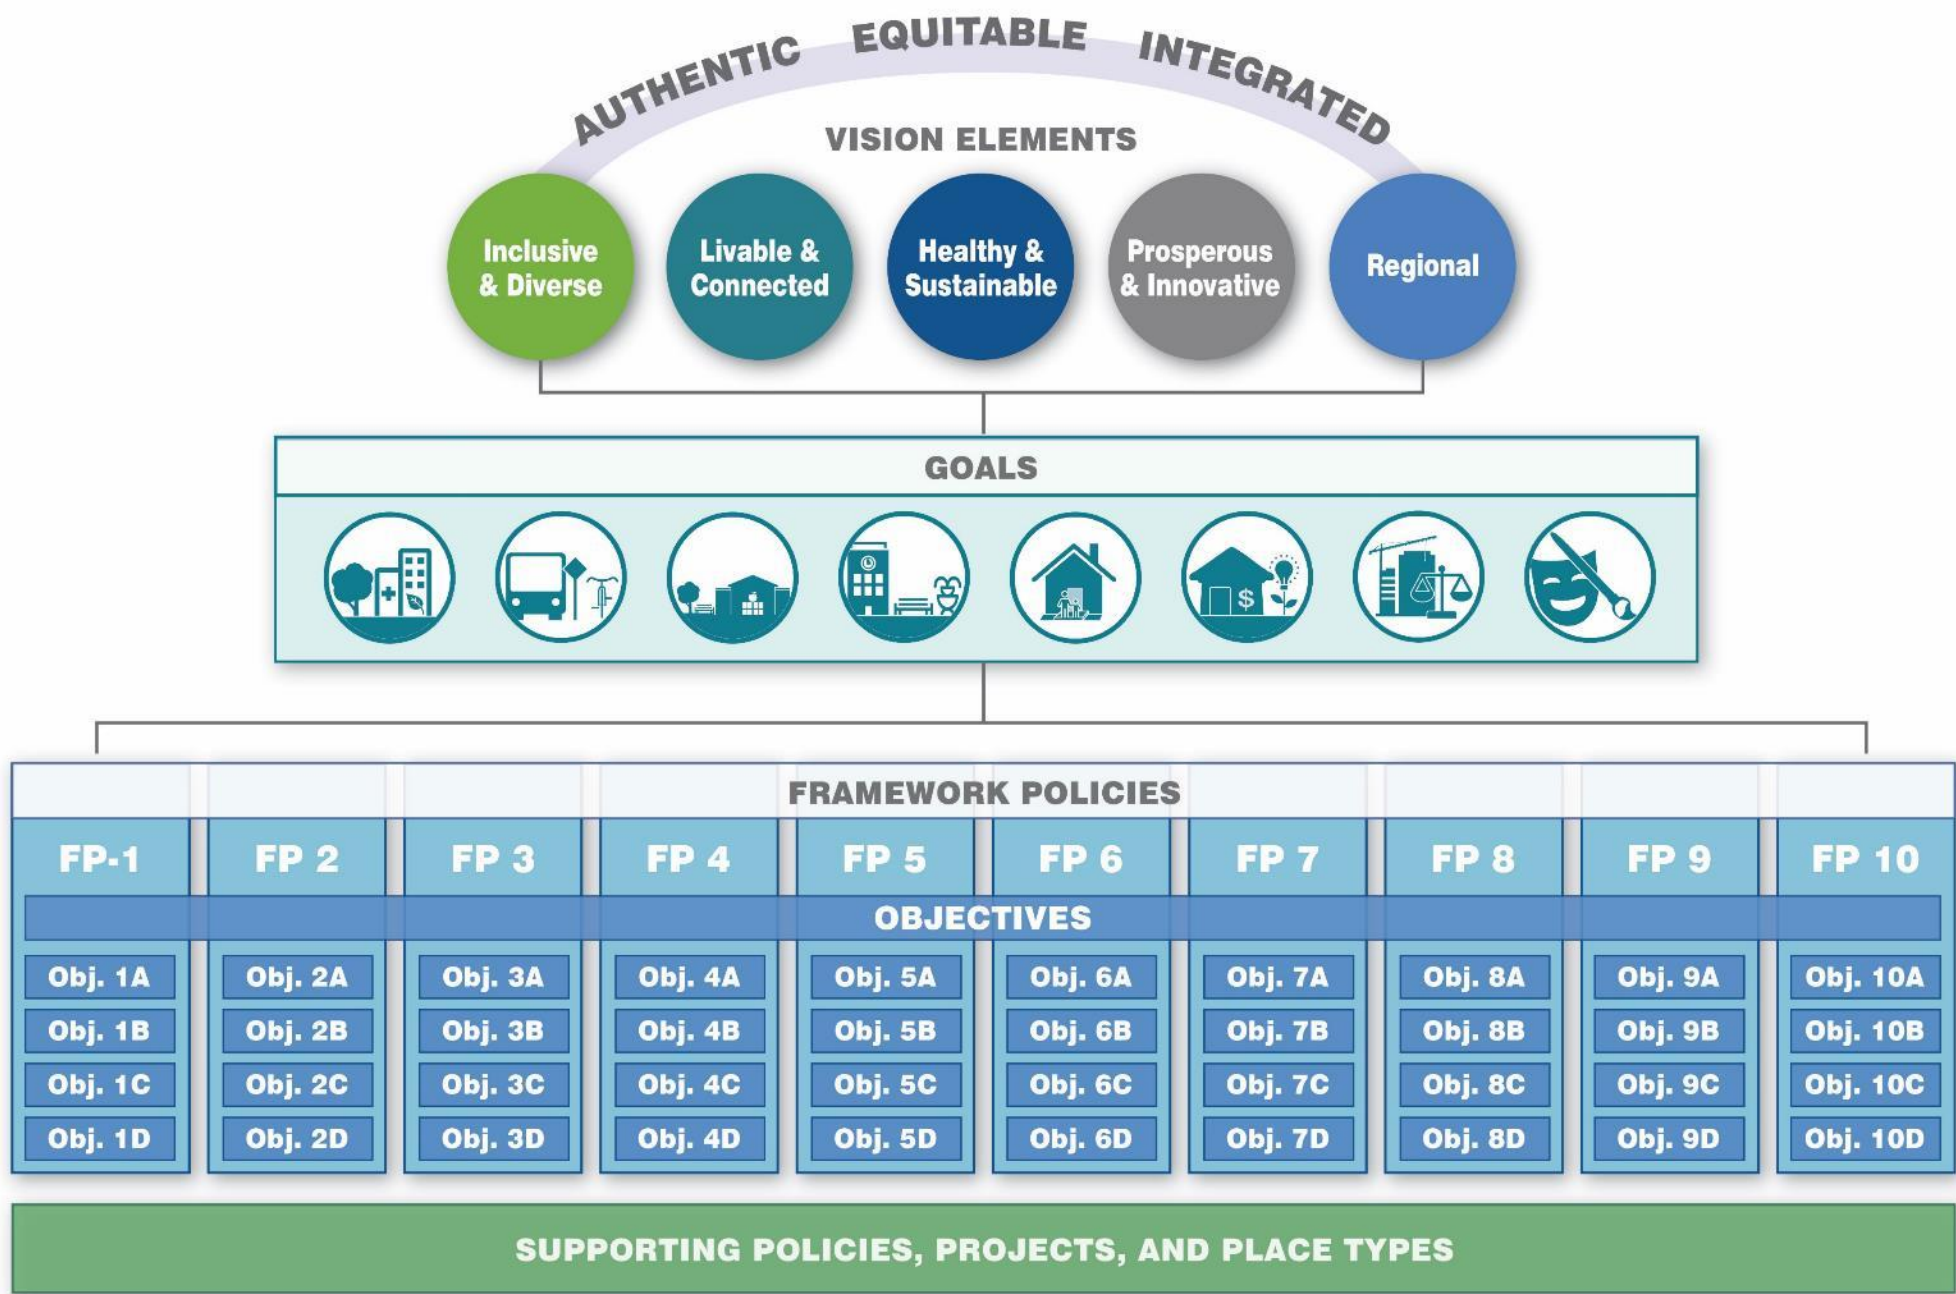 AUTHENTIC EQUITABLE INTEGRATED
VISION ELEMENTS
Inclusive
& Diverse
Livable &
Connected
Healthy &
Sustainable
Prosperous
& Innovative
Regional
GOALS
$
FRAMEWORK POLICIES
FP-1 FP 2 FP 3 FP 4 FP 5 FP 6 FP 7 FP 8 FP 9 FP 10
OBJECTIVES
Obj. 1A Obj. 2A Obj. 3A Obj. 4A Obj. 5A Obj. 6A Obj. 7A Obj. 8A Obj. 9A Obj. 10A
Obj. 1B Obj. 2B Obj. 3B Obj. 4B Obj. 5B Obj. 6B Obj. 7B Obj. 8B Obj. 9B Obj. 10B
Obj. 1C Obj. 2C Obj. 3C Obj. 4C Obj. 5C Obj. 6C Obj. 7C Obj. 8C Obj. 9C Obj. 10C
Obj. 1D Obj. 2D Obj. 3D Obj. 4D Obj. 5D Obj. 6D Obj. 7D Obj. 8D Obj. 9D Obj. 10D
SUPPORTING POLICIES, PROJECTS, AND PLACE TYPES